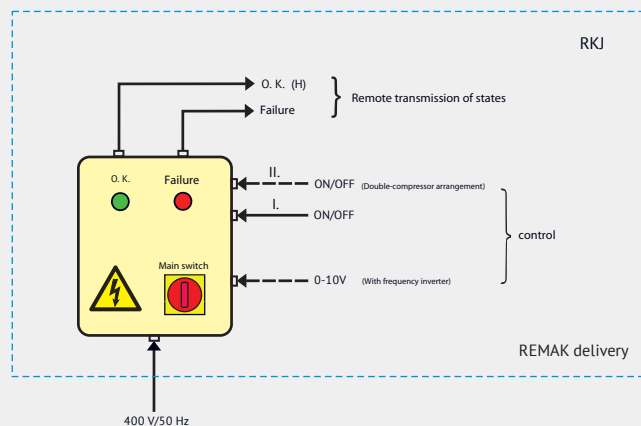 RKJ
O. K. (H)
Remote transmission of states
Failure
O. K.
Failure
II.
ON/OFF (Double-compressor arrangement)
I.
ON/OFF
control
Main switch
0-10V (With frequency inverter)
REMAK delivery
400 V/50 Hz